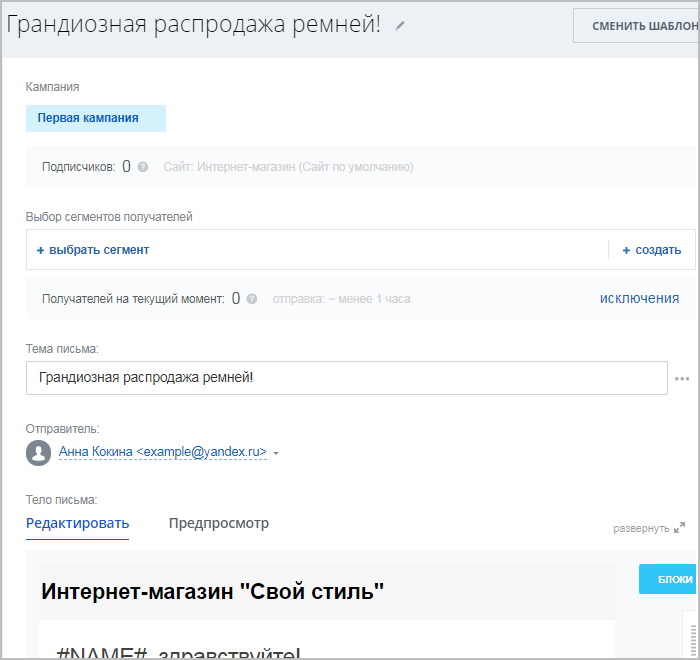 Грандиозная распродажа ремней!
СМЕНИТЬ ШАБЛОН
Кампания
Первая кампания
Подписчиков: 0 ? Сайт: Интернет-магазин (Сайт по умолчанию)
Выбор сегментов получателей
+ выбрать сегмент + создать
Получателей на текущий момент: 0 ? отправка: ~ менее 1 часа исключения
Тема письма:
Грандиозная распродажа ремней! •••
Отправитель:
Анна Кокина <example@yandex.ru>
Тело письма:
Редактировать Предпросмотр развернуть
Интернет-магазин "Свой стиль" БЛОКИ
#NAME#, здравствуйте!